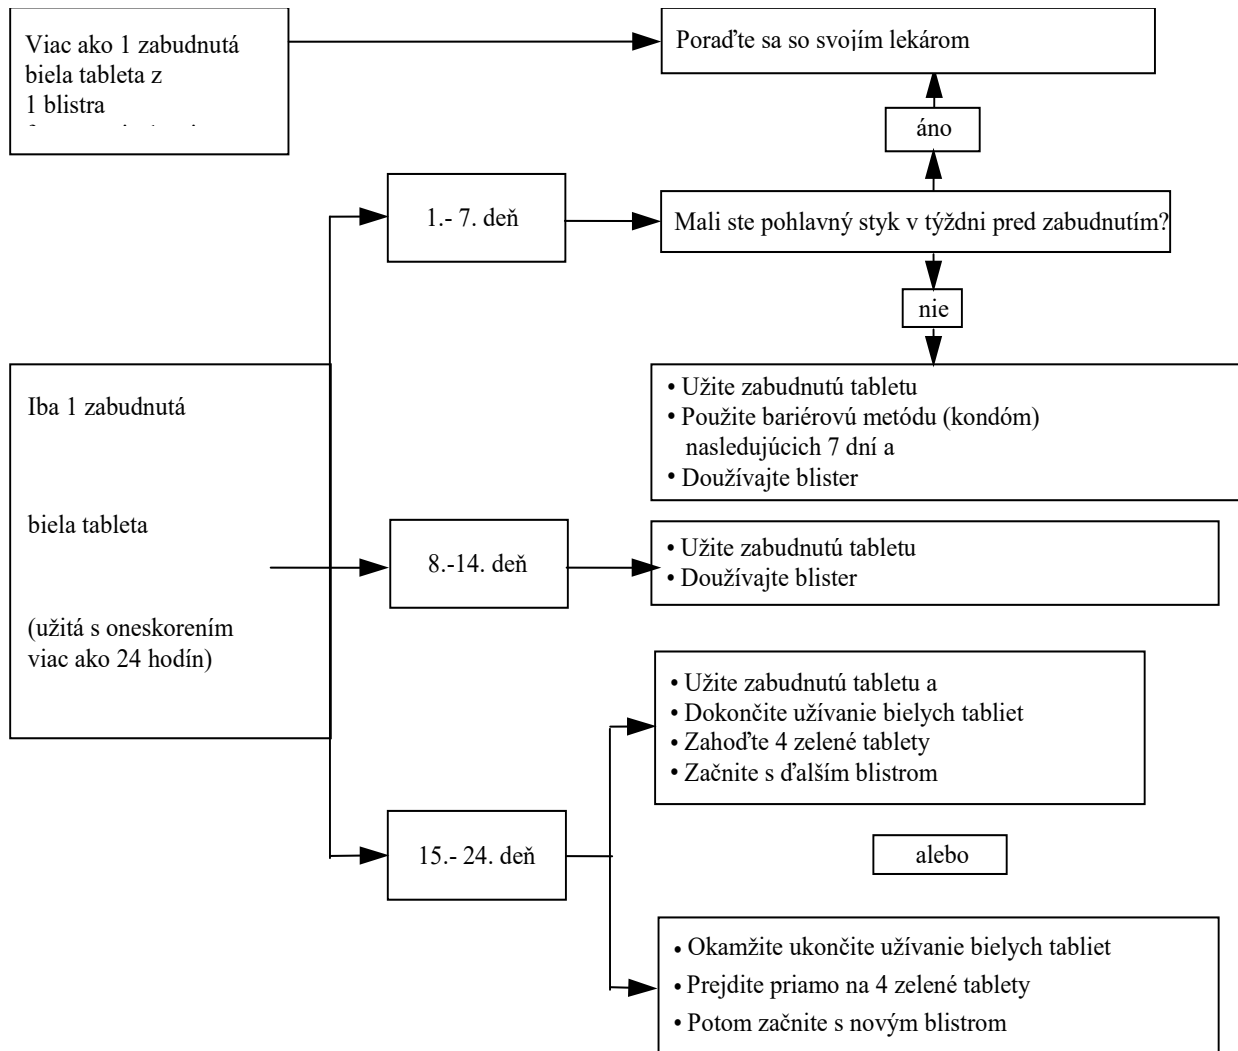 Viac ako 1 zabudnutá
biela tableta z
1 blistra
Poraďte sa so svojím lekárom
áno
1.- 7. deň
Mali ste pohlavný styk v týždni pred zabudnutím?
nie
Iba 1 zabudnutá
biela tableta
(užitá s oneskorením
viac ako 24 hodín)
• Užite zabudnutú tabletu
• Použite bariérovú metódu (kondóm)
nasledujúcich 7 dní a
• Doužívajte blister
8.-14. deň
• Užite zabudnutú tabletu
• Doužívajte blister
15.- 24. deň
• Užite zabudnutú tabletu a
• Dokončite užívanie bielych tabliet
• Zahoďte 4 zelené tablety
• Začnite s ďalším blistrom
alebo
• Okamžite ukončite užívanie bielych tabliet
• Prejdite priamo na 4 zelené tablety
• Potom začnite s novým blistrom